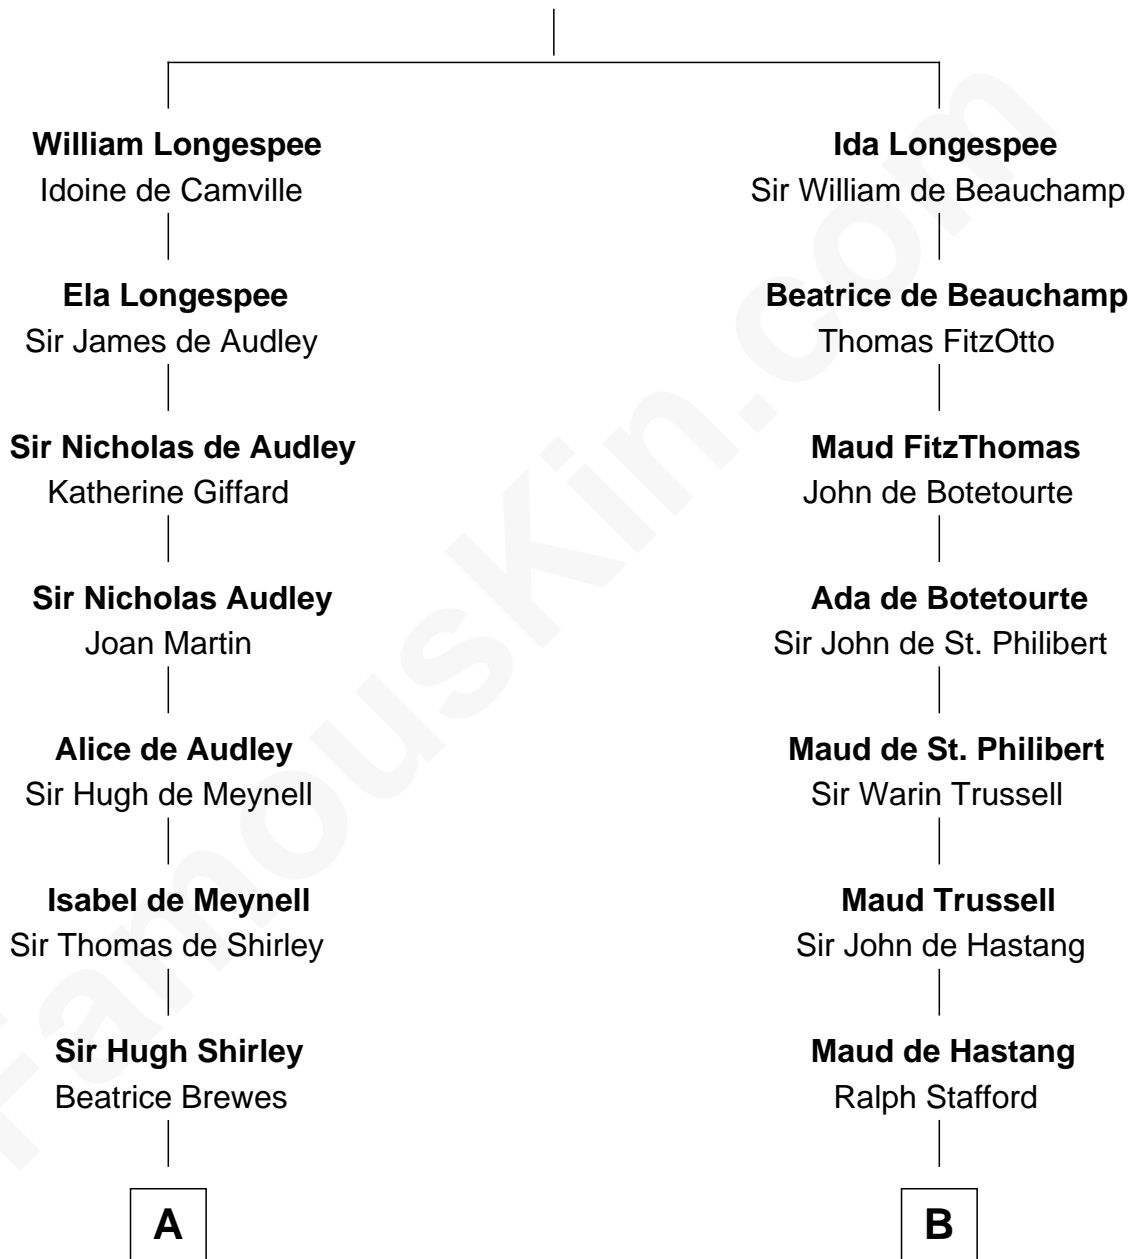 William Longespee
Idoine de Camville
Ela Longespee
Sir James de Audley
Sir Nicholas de Audley
Katherine Giffard
Sir Nicholas Audley
Joan Martin
Alice de Audley
Sir Hugh de Meynell
Isabel de Meynell
Sir Thomas de Shirley
Sir Hugh Shirley
Beatrice Brewes
A
Ida Longespee
Sir William de Beauchamp
Beatrice de Beauchamp
Thomas FitzOtto
Maud FitzThomas
John de Botetourte
Ada de Botetourte
Sir John de St. Philibert
Maud de St. Philibert
Sir Warin Trussell
Maud Trussell
Sir John de Hastang
Maud de Hastang
Ralph Stafford
B
FamousKin.com